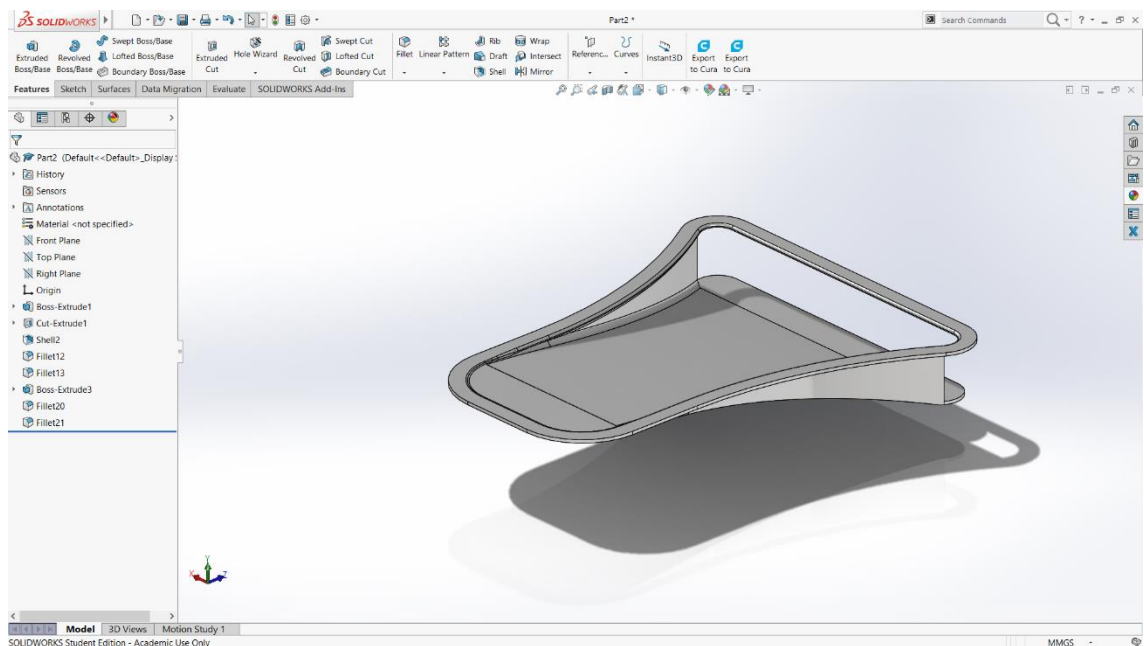 SOLIDWORKS
Part2 *
Search Commands
Extruded Boss/Base
Revolved Boss/Base
Swept Boss/Base
Lofted Boss/Base
Boundary Boss/Base
Extruded Cut
Hole Wizard
Revolved Cut
Swept Cut
Lofted Cut
Boundary Cut
Fillet
Linear Pattern
Rib
Draft
Shell
Wrap
Intersect
Mirror
Referenc...
Curves
Instant3D
Export to Cura
Export to Cura
Features Sketch Surfaces Data Migration Evaluate SOLIDWORKS Add-Ins
Part2 (Default<<Default>_Display
History
Sensors
Annotations
Material <not specified>
Front Plane
Top Plane
Right Plane
Origin
Boss-Extrude1
Cut-Extrude1
Shell2
Fillet12
Fillet13
Boss-Extrude3
Fillet20
Fillet21
Y
X
Z
Model 3D Views Motion Study 1
SOLIDWORKS Student Edition - Academic Use Only
MMGS -